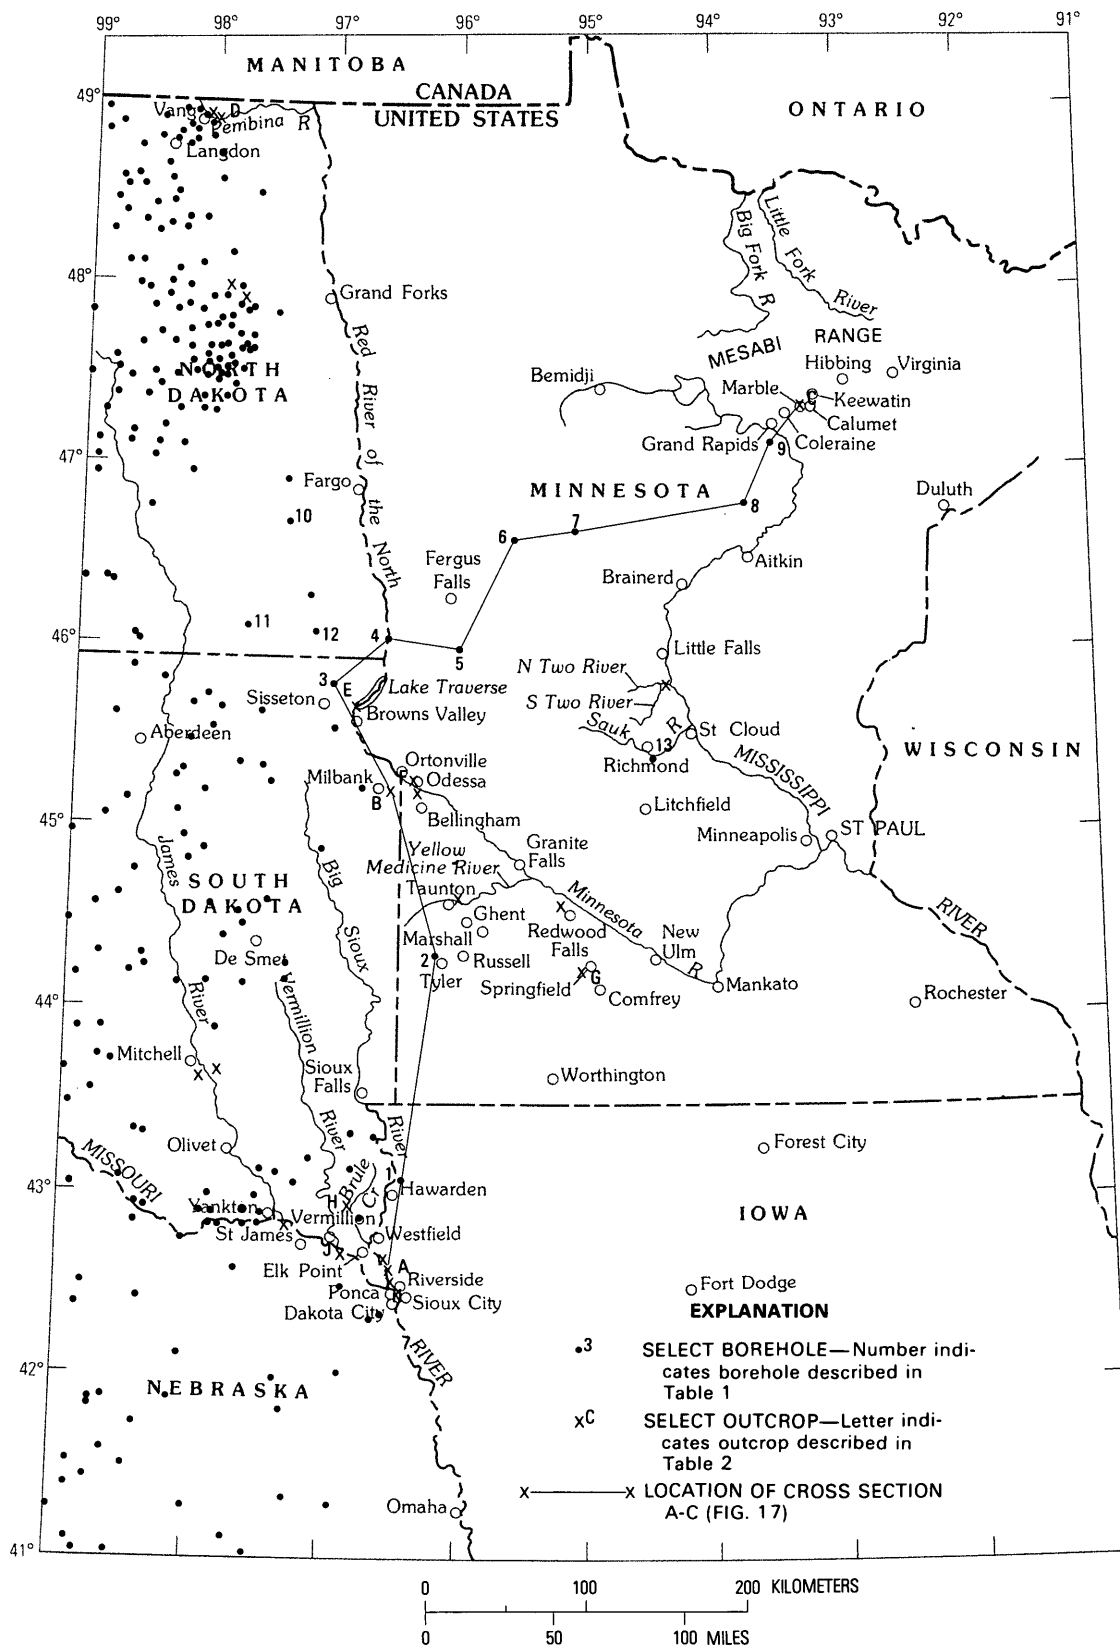 99° 98° 97° 96° 95° 94° 93° 92° 91°
MANITOBA
CANADA
UNITED STATES
ONTARIO
49°
Vang
D
Pembina R
Langdon
Big Fork R
Little Fork River
48°
Grand Forks
Red River of the North
MESABI RANGE
Hibbing
Virginia
Bemidji
Marble
C
Keewatin
Calumet
Grand Rapids
Coleraine
9
NORTH
DAKOTA
47°
Fargo
MINNESOTA
Duluth
8
10
7
6
Fergus
Falls
Aitkin
Brainerd
11
12
4
46°
5
Little Falls
N Two River
S Two River
3
E
Lake Traverse
Sisseton
Browns Valley
Sauk R
St Cloud
13
Richmond
MISSISSIPPI
WISCONSIN
Aberdeen
Ortonville
F
Odessa
Milbank
B
Bellingham
Litchfield
Minneapolis
ST PAUL
45°
James
Big
Yellow
Medicine River
Granite
Falls
SOUTH
DAKOTA
Taunton
Ghent
Minnesota
Redwood
Falls
New
Ulm
RIVER
Sioux
Marshall
De Smet
2
Russell
Tyler
G
Springfield
R
Mankato
Comfrey
Rochester
44°
River
Vermillion
Mitchell
Sioux
Falls
Worthington
River
River
Olivet
Forest City
MISSOURI
43°
Brule
Cr
Hawarden
Yankton
H
Vermillion
IOWA
St James
J
Westfield
Elk Point
A
Riverside
Ponca
Sioux City
Dakota City
Fort Dodge
RIVER
42°
NEBRASKA
Omaha
41°
EXPLANATION
3 SELECT BOREHOLE—Number indi-
cates borehole described in
Table 1
xC SELECT OUTCROP—Letter indi-
cates outcrop described in
Table 2
x x LOCATION OF CROSS SECTION
A-C (FIG. 17)
0 100 200 KILOMETERS
0 50 100 MILES